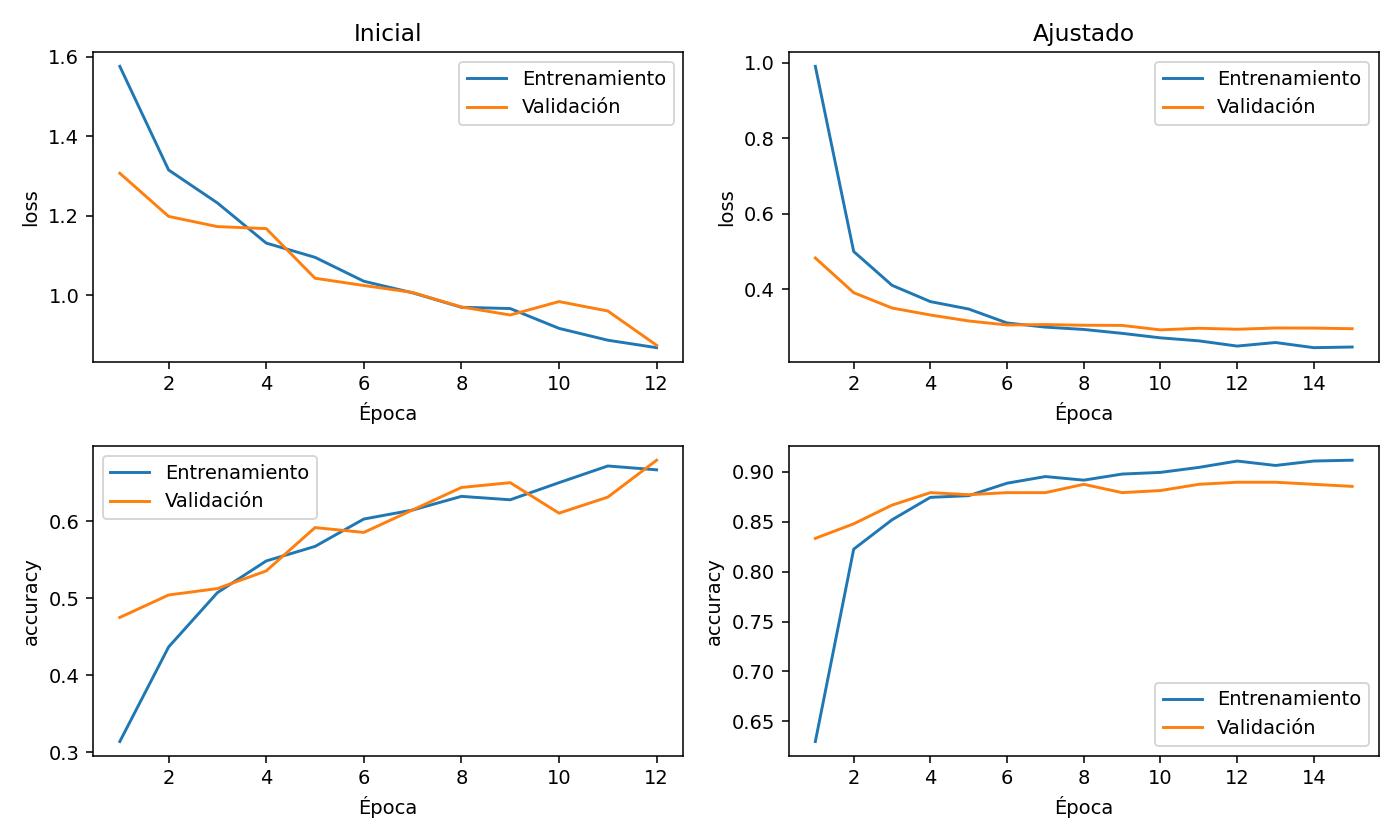 Inicial
1.6
1.4
1.2
1.0
loss
Entrenamiento
Validación
2 4 6 8 10 12
Época
Ajustado
1.0
0.8
0.6
0.4
loss
Entrenamiento
Validación
2 4 6 8 10 12 14
Época
0.6
0.5
0.4
0.3
accuracy
Entrenamiento
Validación
2 4 6 8 10 12
Época
0.90
0.85
0.80
0.75
0.70
0.65
accuracy
Entrenamiento
Validación
2 4 6 8 10 12 14
Época